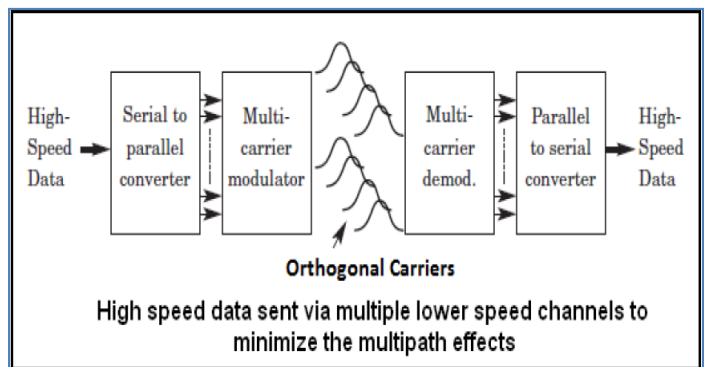 High-
Speed
Data
Serial to
parallel
converter
Multi-
carrier
modulator
Multi-
carrier
demod.
Parallel
to serial
converter
High-
Speed
Data
Orthogonal Carriers
High speed data sent via multiple lower speed channels to
minimize the multipath effects